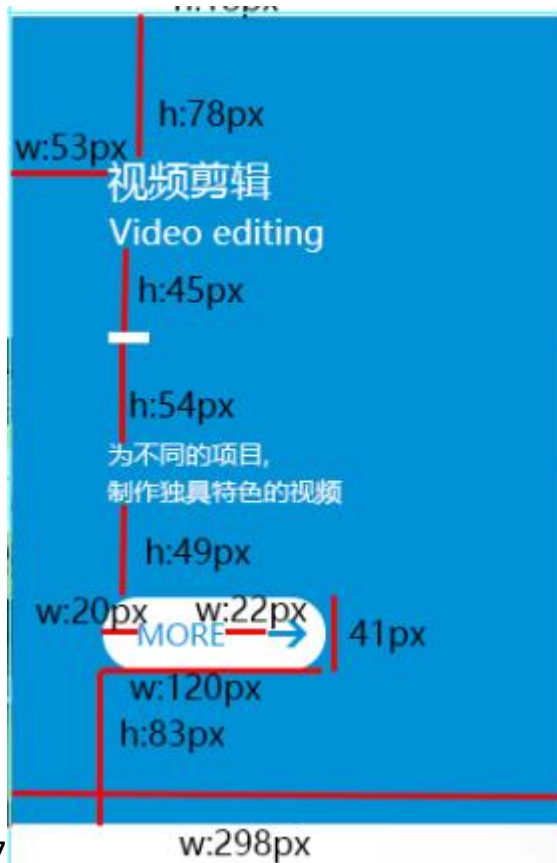 h:78px
w:53px
视频剪辑
Video editing
h:45px
h:54px
为不同的项目,
制作独具特色的视频
h:49px
w:20px
w:22px
MORE
41px
w:120px
h:83px
w:298px